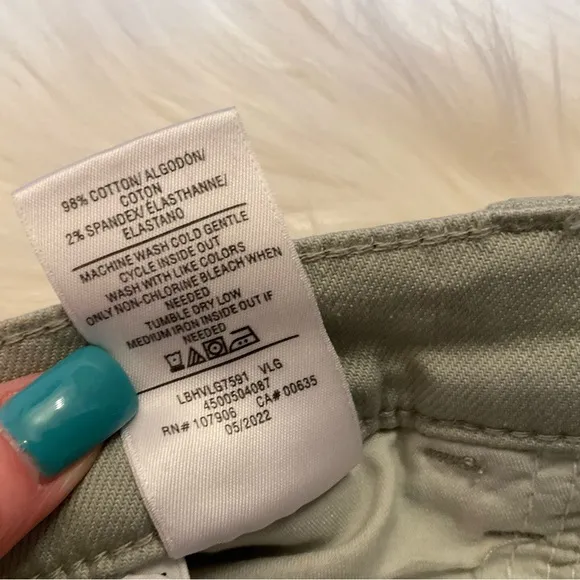 98% COTTON/ ALGODÓN/
COTON
2% SPANDEX/ ÉLASTHANNE/
ELASTANO
MACHINE WASH COLD GENTLE
CYCLE INSIDE OUT
WASH WITH LIKE COLORS
ONLY NON-CHLORINE BLEACH WHEN
NEEDED
TUMBLE DRY LOW
MEDIUM IRON INSIDE OUT IF
NEEDED
LBHVLG7591 VLG
4500504087
RN# 107906 CA# 00635
05/2022